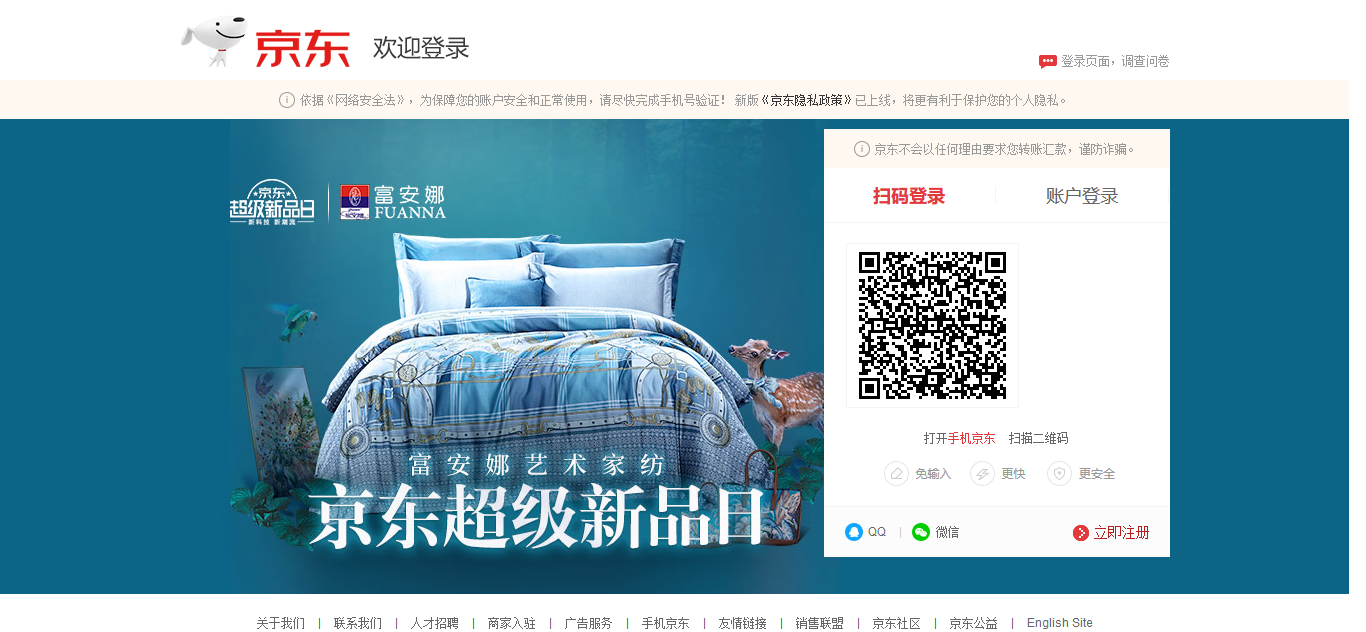 京东 欢迎登录
登录页面，调查问卷
依据《网络安全法》，为保障您的账户安全和正常使用，请尽快完成手机号验证！ 新版《京东隐私政策》已上线，将更有利于保护您的个人隐私。
京东不会以任何理由要求您转账汇款，谨防诈骗。
扫码登录 账户登录
京东
超级新品日
新科技 新潮流
富安娜
FUANNA
打开手机京东 扫描二维码
免输入 更快 更安全
富安娜艺术家纺
京东超级新品日
QQ | 微信 立即注册
关于我们 | 联系我们 | 人才招聘 | 商家入驻 | 广告服务 | 手机京东 | 友情链接 | 销售联盟 | 京东社区 | 京东公益 | English Site